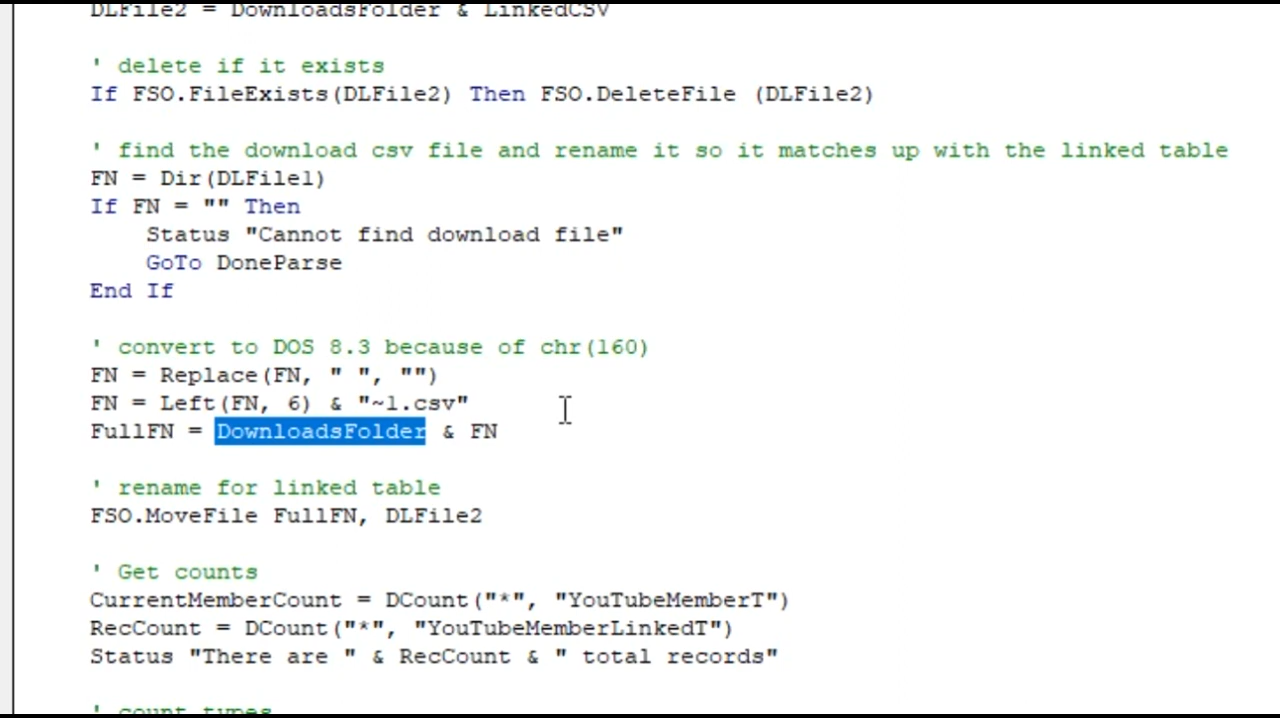 DLFile2 = DownloadsFolder & LinkedCSV
' delete if it exists
If FSO.FileExists(DLFile2) Then FSO.DeleteFile (DLFile2)
' find the download csv file and rename it so it matches up with the linked table
FN = Dir(DLFile1)
If FN = "" Then
Status "Cannot find download file"
GoTo DoneParse
End If
' convert to DOS 8.3 because of chr(160)
FN = Replace(FN, " ", "")
FN = Left(FN, 6) & "~1.csv"
FullFN = DownloadsFolder & FN
' rename for linked table
FSO.MoveFile FullFN, DLFile2
' Get counts
CurrentMemberCount = DCount("*", "YouTubeMemberT")
RecCount = DCount("*", "YouTubeMemberLinkedT")
Status "There are " & RecCount & " total records"
' count types